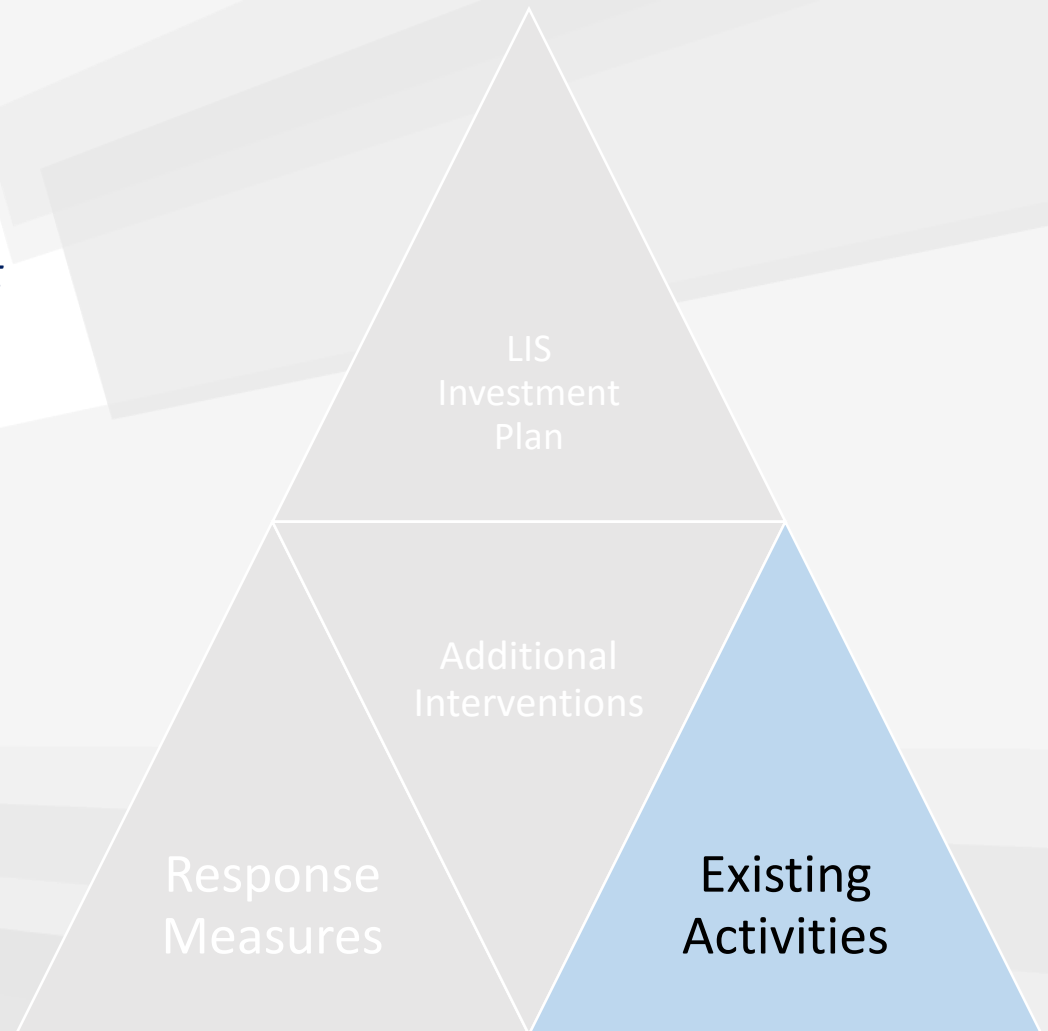 LIS
Investment
Plan
Additional
Interventions
Response
Measures
Existing
Activities